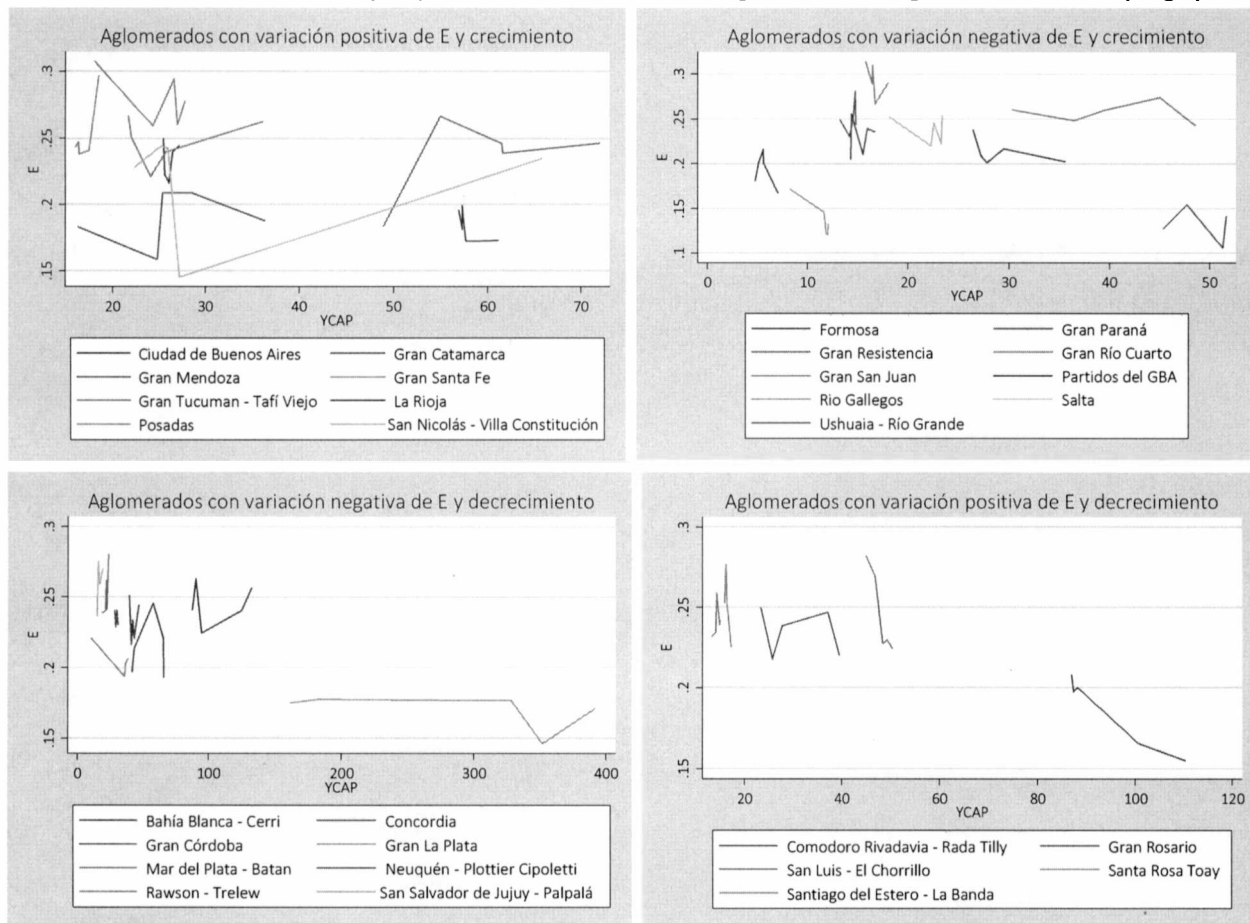 Aglomerados con variación positiva de E y crecimiento
.3
.25
.2
.15
E
20 30 40 50 60 70
YCAP
Ciudad de Buenos Aires Gran Catamarca
Gran Mendoza Gran Santa Fe
Gran Tucuman - Tafí Viejo La Rioja
Posadas San Nicolás - Villa Constitución
Aglomerados con variación negativa de E y crecimiento
.3
.25
.2
.15
.1
E
0 10 20 30 40 50
YCAP
Formosa Gran Paraná
Gran Resistencia Gran Río Cuarto
Gran San Juan Partidos del GBA
Rio Gallegos Salta
Ushuaia - Río Grande
Aglomerados con variación negativa de E y decrecimiento
.3
.25
.2
.15
E
0 100 200 300 400
YCAP
Bahía Blanca - Cerri Concordia
Gran Córdoba Gran La Plata
Mar del Plata - Batan Neuquén - Plottier Cipoletti
Rawson - Trelew San Salvador de Jujuy - Palpalá
Aglomerados con variación positiva de E y decrecimiento
.3
.25
.2
.15
E
20 40 60 80 100 120
YCAP
Comodoro Rivadavia - Rada Tilly Gran Rosario
San Luis - El Chorrillo Santa Rosa Toay
Santiago del Estero - La Banda